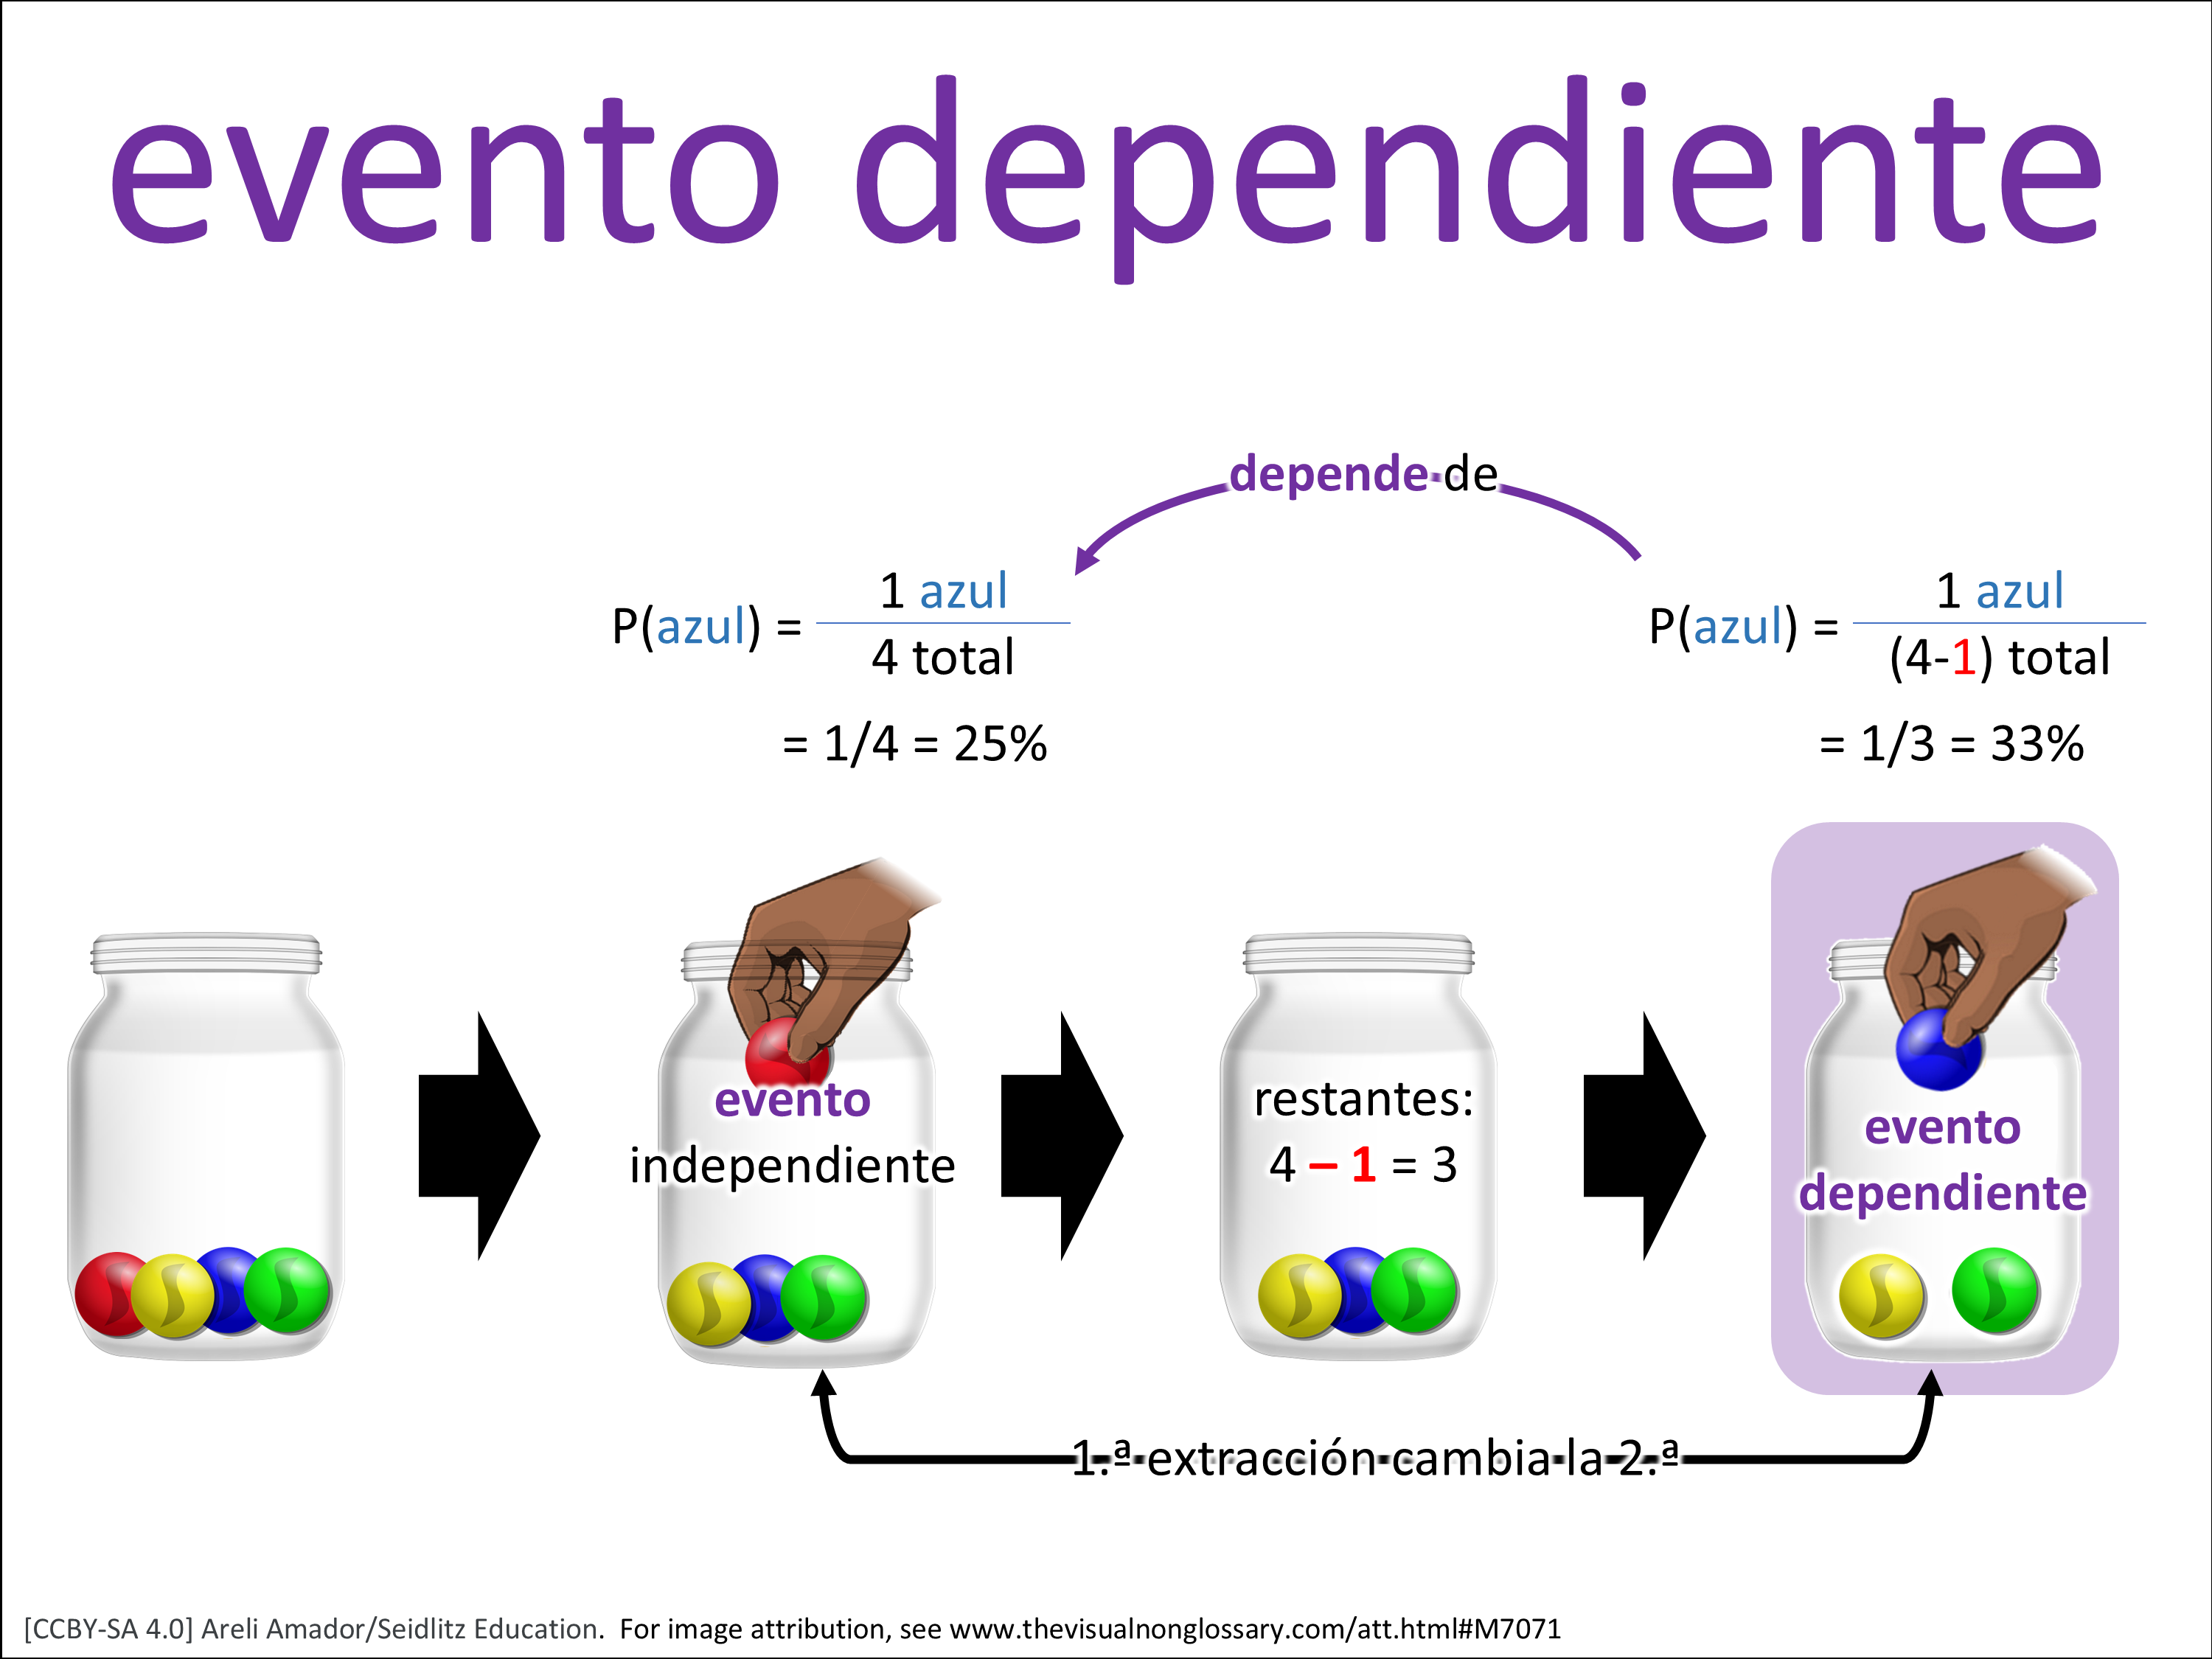 evento dependiente
depende de
P(azul) = 1 azul
4 total
= 1/4 = 25%
P(azul) = 1 azul
(4-1) total
= 1/3 = 33%
evento
independiente
restantes:
4 – 1 = 3
evento
dependiente
1.ª extracción cambia la 2.ª
[CCBY-SA 4.0] Areli Amador/Seidlitz Education. For image attribution, see www.thevisualnonglossary.com/att.html#M7071